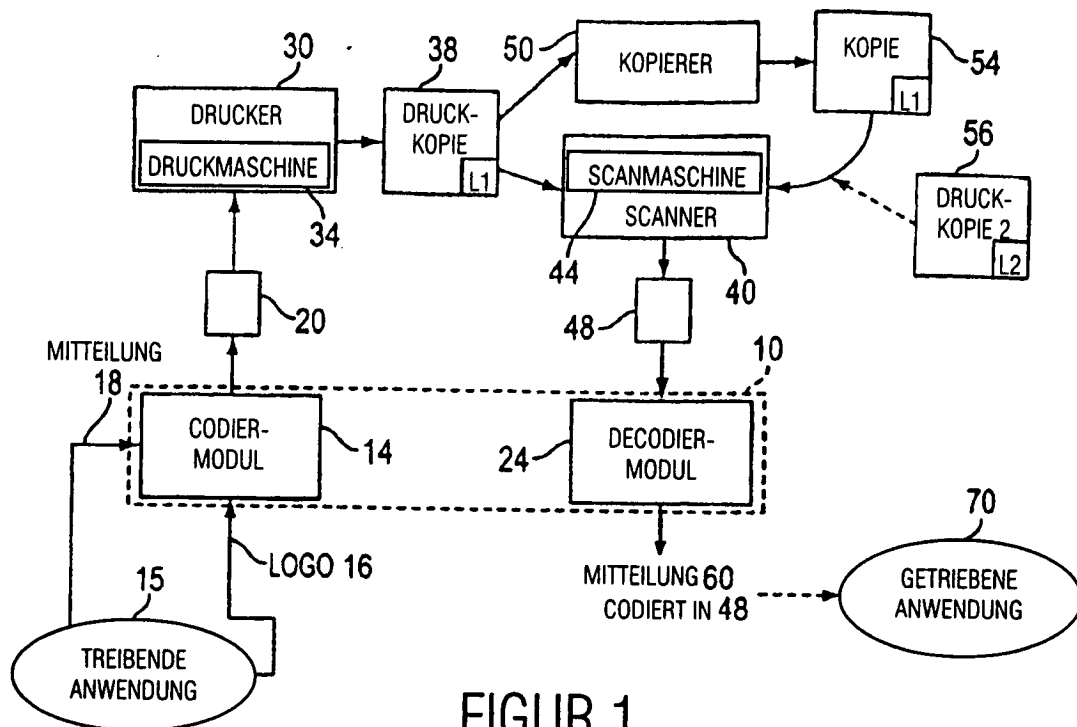 30
DRUCKER
DRUCKMASCHINE
34
38
DRUCK-
KOPIE
L1
50
KOPIERER
KOPIE
L1
54
SCANMASCHINE
SCANNER
44
40
56
DRUCK-
KOPIE 2
L2
20
48
MITTEILUNG
18
10
CODIER-
MODUL
14
24
DECODIER-
MODUL
LOGO 16
15
TREIBENDE
ANWENDUNG
MITTEILUNG 60
CODIERT IN 48
70
GETRIEBENE
ANWENDUNG
FIGUR 1